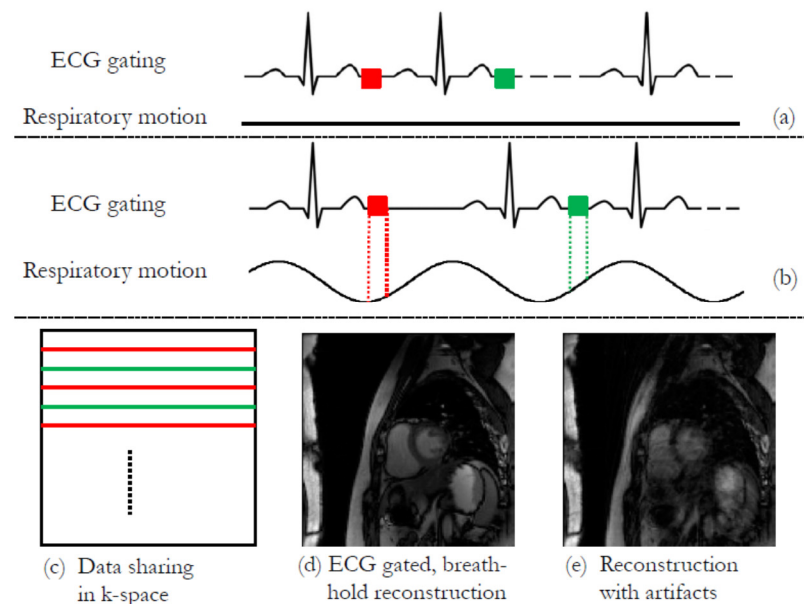 ECG gating
Respiratory motion
(a)
ECG gating
Respiratory motion
(b)
(c) Data sharing
in k-space
(d) ECG gated, breath-
hold reconstruction
(e) Reconstruction
with artifacts